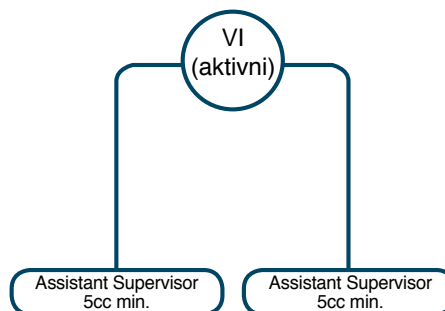 VI
(aktivni)
Assistant Supervisor
5cc min.
Assistant Supervisor
5cc min.